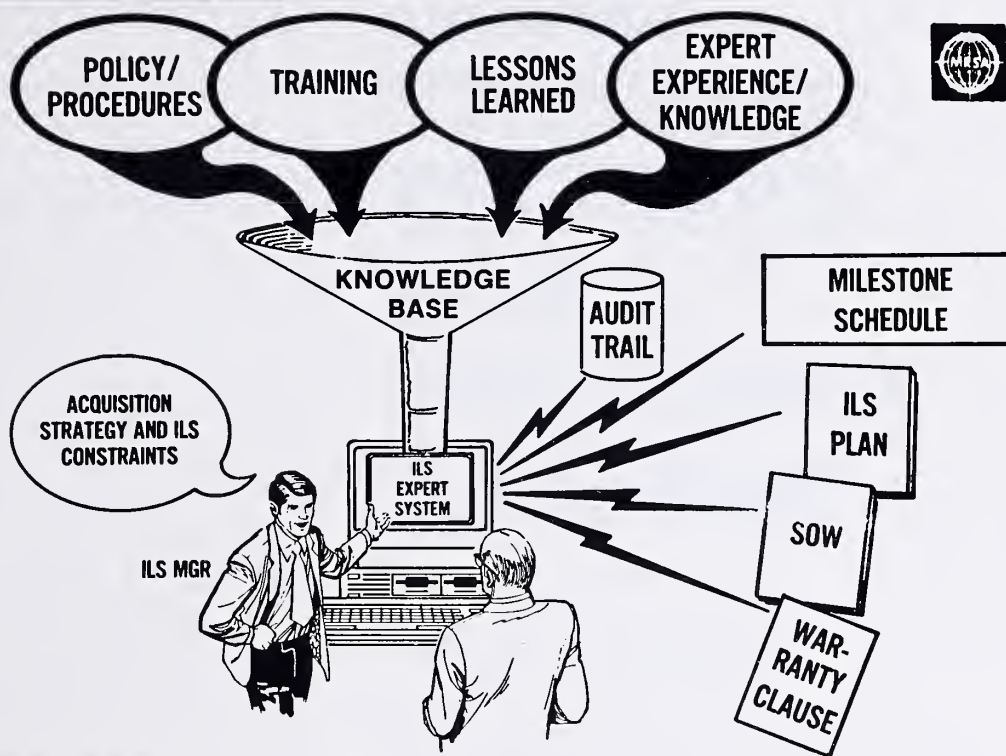 POLICY/
PROCEDURES
TRAINING
LESSONS
LEARNED
EXPERT
EXPERIENCE/
KNOWLEDGE
MRSA
KNOWLEDGE
BASE
AUDIT
TRAIL
MILESTONE
SCHEDULE
ILS
PLAN
SOW
WAR-
RANTY
CLAUSE
ACQUISITION
STRATEGY AND ILS
CONSTRAINTS
ILS
EXPERT
SYSTEM
ILS MGR